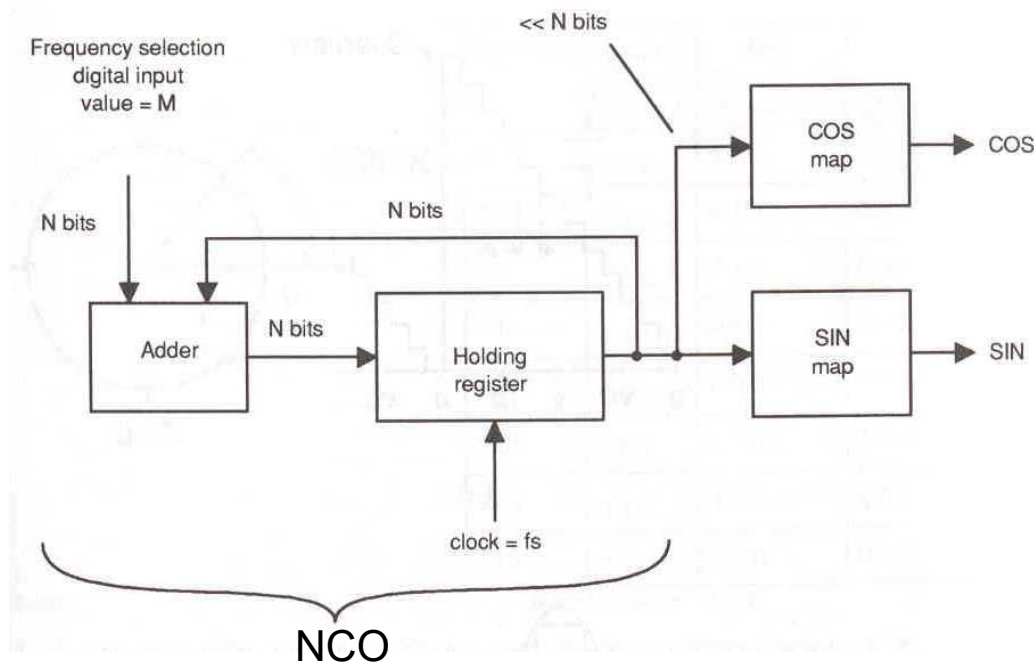 << N bits
Frequency selection
digital input
value = M
COS
map
COS
N bits
N bits
Adder
N bits
Holding
register
SIN
map
SIN
clock = fs
NCO